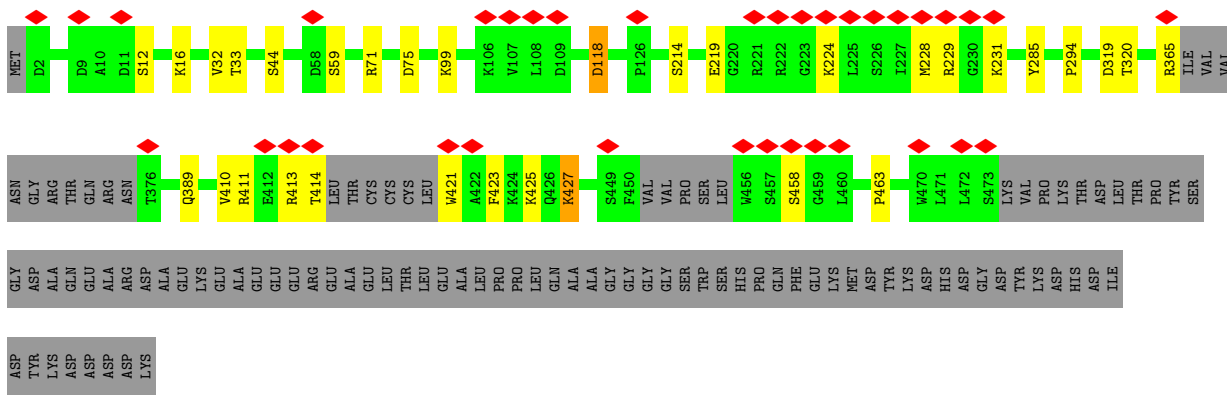 MET D2 D9 A10 D11 S12 K16 V32 T33 S44 D58 S59 R71 D75 K99 K106 V107 L108 D109 D118 P126 S214 E219 G220 R221 R222 G223 K224 L225 S226 I227 M228 R229 G230 K231 Y285 P294 D319 T320 R365 ILE VAL VAL
ASN GLY ARG THR GLN ARG ASN T376 Q389 V410 R411 E412 R413 T414 LEU THR CYS CYS CYS LEU W421 A422 F423 K424 K425 Q426 K427 S449 F450 VAL VAL PRO SER LEU W456 S457 S458 G459 L460 P463 W470 L471 L472 S473 LYS VAL PRO LYS THR ASP LEU THR PRO TYR SER
GLY ASP ALA GLN GLU ALA ARG ASP ALA GLU LYS GLU ALA GLU GLU GLU ARG GLU ALA GLU LEU THR LEU GLU ALA LEU PRO PRO LEU GLN ALA ALA GLY GLY GLY GLY SER TRP SER HIS PRO GLN PHE GLU LYS MET ASP TYR LYS ASP HIS ASP GLY ASP TYR LYS ASP HIS ASP ILE
ASP TYR LYS ASP ASP ASP ASP LYS